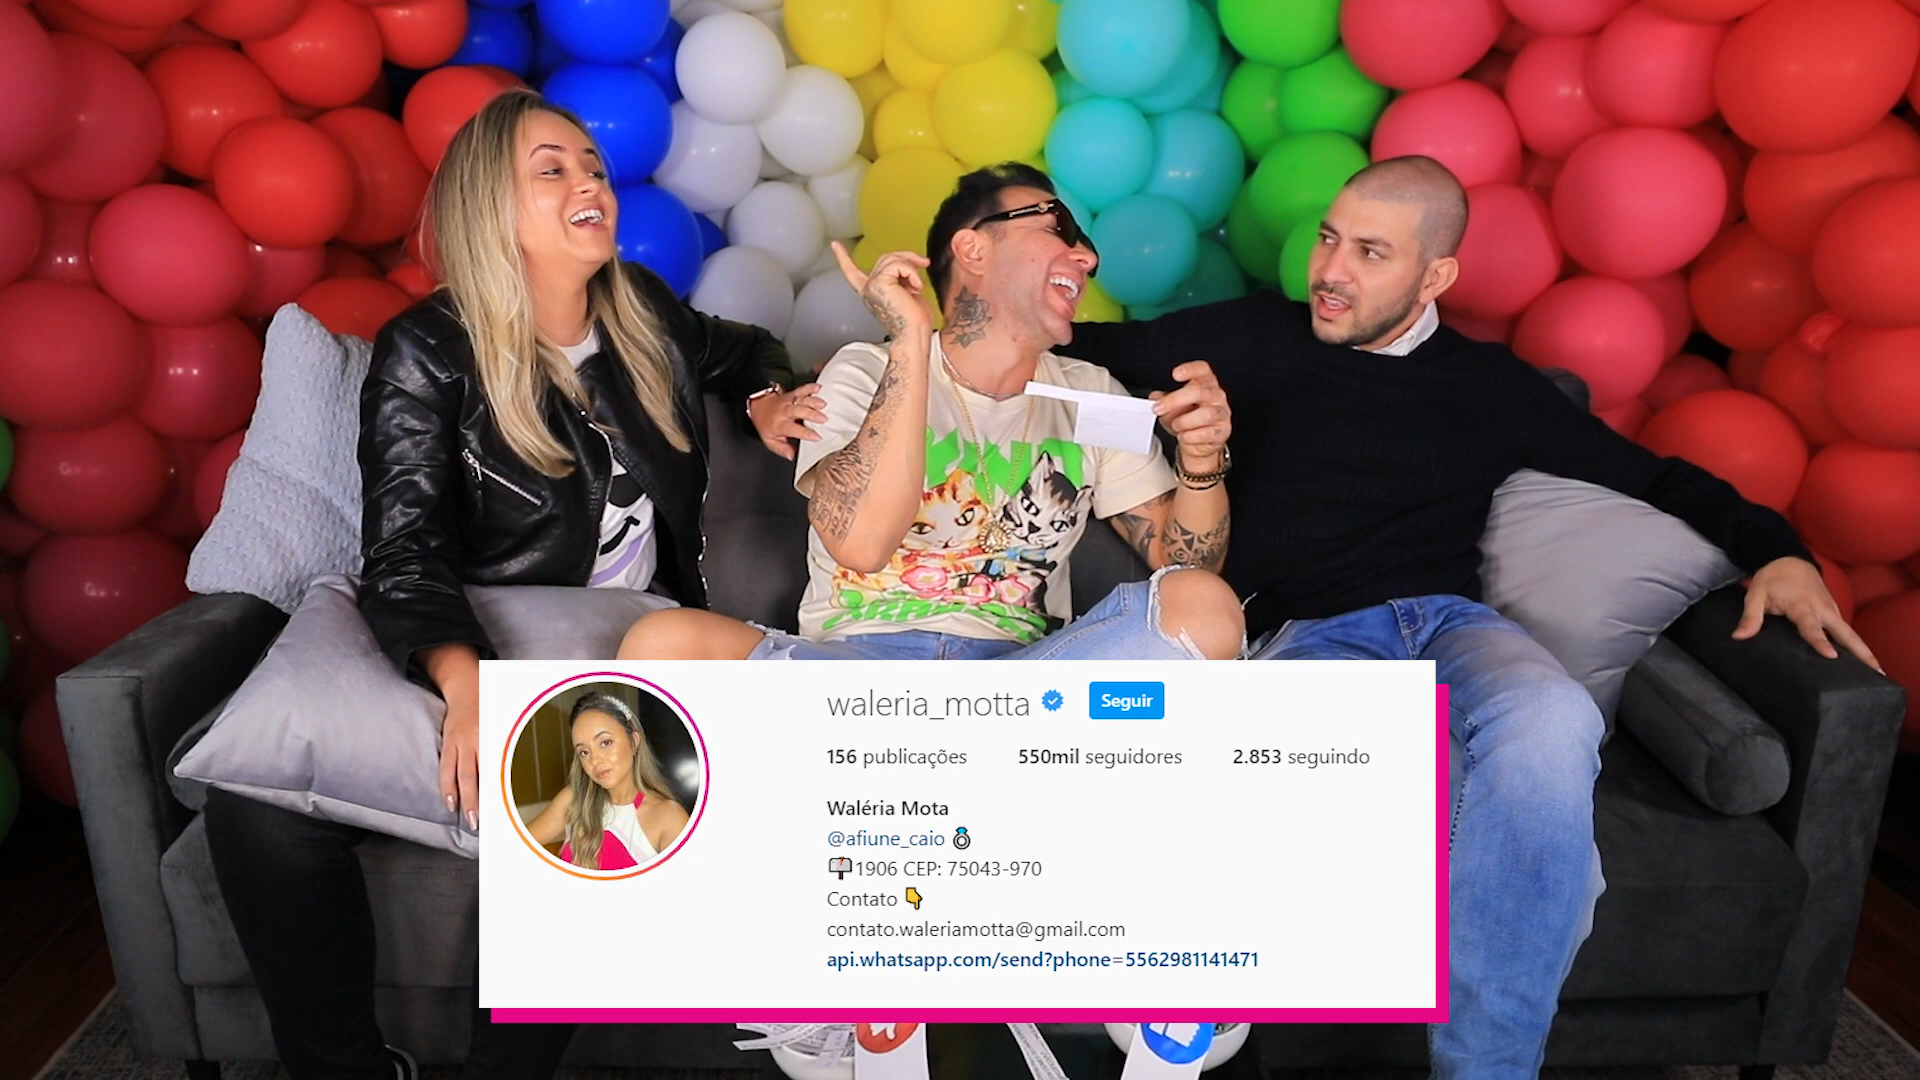 waleria_motta Seguir
156 publicações 550mil seguidores 2.853 seguindo
Waléria Mota
@afiune_caio 💍
📬1906 CEP: 75043-970
Contato 👇
contato.waleriamotta@gmail.com
api.whatsapp.com/send?phone=5562981141471